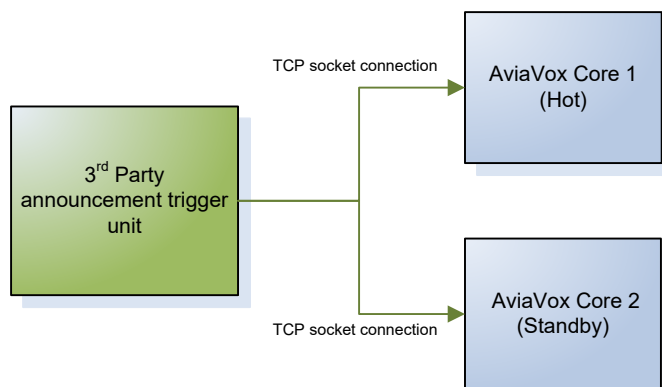 TCP socket connection
AviaVox Core 1
(Hot)
3rd Party
announcement trigger
unit
AviaVox Core 2
(Standby)
TCP socket connection